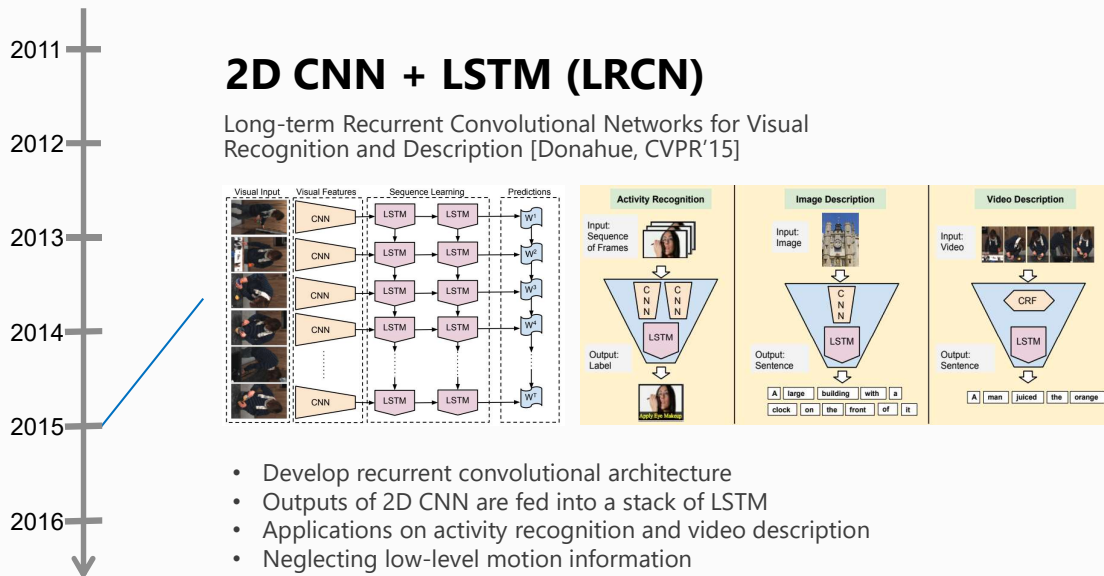 2011
2012
2013
2014
2015
2016
2D CNN + LSTM (LRCN)
Long-term Recurrent Convolutional Networks for Visual
Recognition and Description [Donahue, CVPR'15]
Visual Input Visual Features Sequence Learning Predictions
CNN LSTM LSTM W¹
CNN LSTM LSTM W²
CNN LSTM LSTM W³
CNN LSTM LSTM W⁴
CNN LSTM LSTM Wᵀ
Activity Recognition
Input:
Sequence
of Frames
CNN CNN
LSTM
Output:
Label
Apply Eye Makeup
Image Description
Input:
Image
CNN
LSTM
Output:
Sentence
A large building with a
clock on the front of it
Video Description
Input:
Video
CRF
LSTM
Output:
Sentence
A man juiced the orange
• Develop recurrent convolutional architecture
• Outputs of 2D CNN are fed into a stack of LSTM
• Applications on activity recognition and video description
• Neglecting low-level motion information